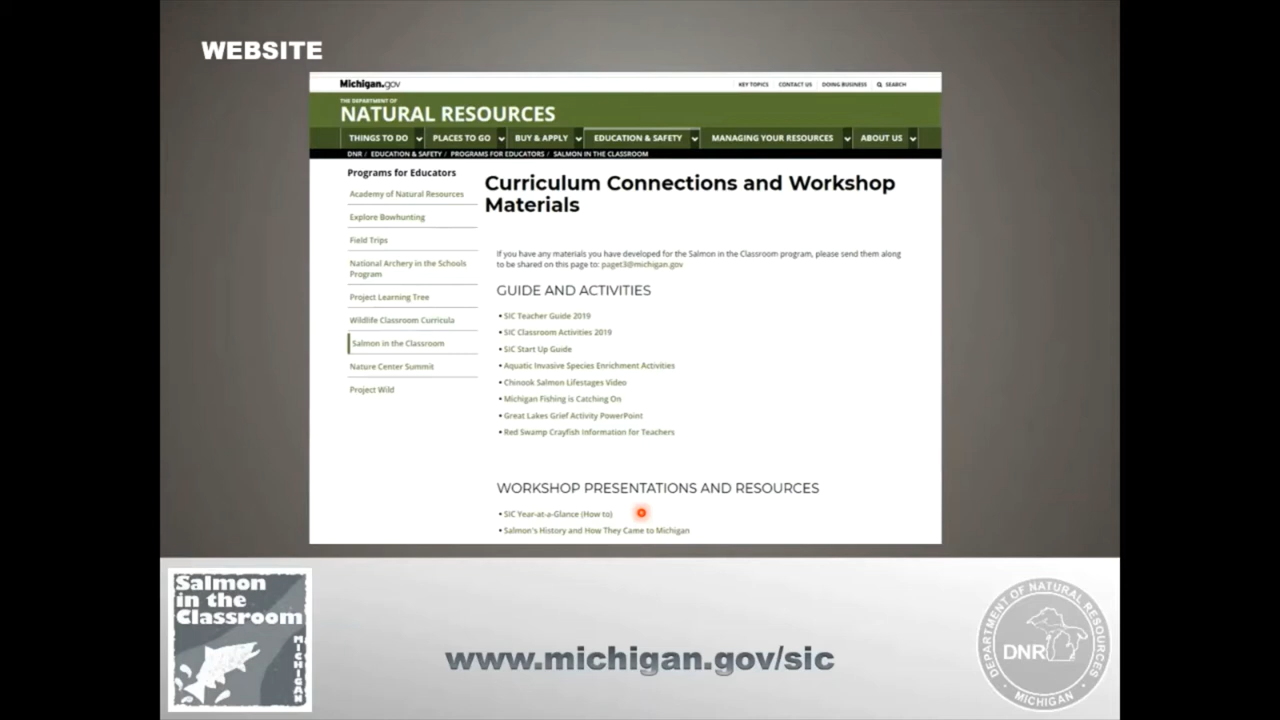 WEBSITE
Michigan.gov
KEY TOPICS CONTACT US DOING BUSINESS SEARCH
THE DEPARTMENT OF
NATURAL RESOURCES
THINGS TO DO PLACES TO GO BUY & APPLY EDUCATION & SAFETY MANAGING YOUR RESOURCES ABOUT US
DNR / EDUCATION & SAFETY / PROGRAMS FOR EDUCATORS / SALMON IN THE CLASSROOM
Programs for Educators
Academy of Natural Resources
Explore Bowhunting
Field Trips
National Archery in the Schools
Program
Project Learning Tree
Wildlife Classroom Curricula
Salmon in the Classroom
Nature Center Summit
Project Wild
Curriculum Connections and Workshop
Materials
If you have any materials you have developed for the Salmon in the Classroom program, please send them along
to be shared on this page to: paget3@michigan.gov
GUIDE AND ACTIVITIES
• SIC Teacher Guide 2019
• SIC Classroom Activities 2019
• SIC Start Up Guide
• Aquatic Invasive Species Enrichment Activities
• Chinook Salmon Lifestages Video
• Michigan Fishing is Catching On
• Great Lakes Grief Activity PowerPoint
• Red Swamp Crayfish Information for Teachers
WORKSHOP PRESENTATIONS AND RESOURCES
• SIC Year-at-a-Glance (How to)
• Salmon's History and How They Came to Michigan
Salmon
in the
Classroom
MICHIGAN
www.michigan.gov/sic
DEPARTMENT OF NATURAL RESOURCES
DNR
MICHIGAN